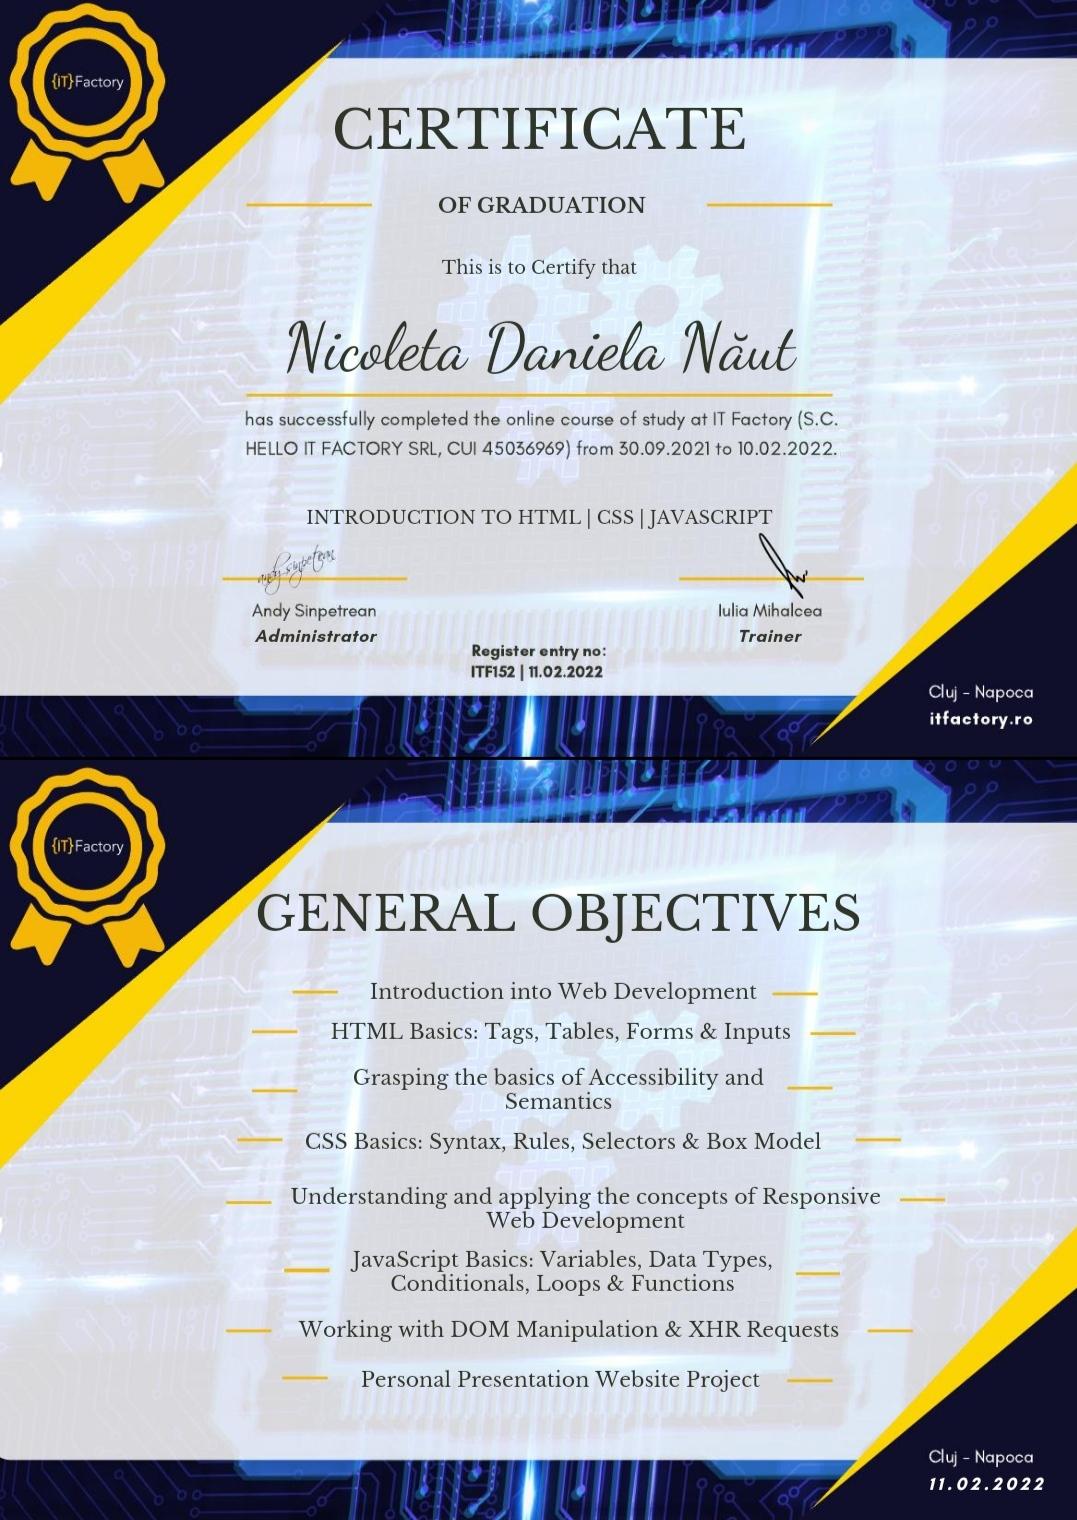 {IT}Factory
CERTIFICATE
OF GRADUATION
This is to Certify that
Nicoleta Daniela Năut
has successfully completed the online course of study at IT Factory (S.C.
HELLO IT FACTORY SRL, CUI 45036969) from 30.09.2021 to 10.02.2022.
INTRODUCTION TO HTML | CSS | JAVASCRIPT
andy sinpetrean
Andy Sinpetrean
Administrator
Iulia Mihalcea
Trainer
Register entry no:
ITF152 | 11.02.2022
Cluj - Napoca
itfactory.ro
{IT}Factory
GENERAL OBJECTIVES
Introduction into Web Development
HTML Basics: Tags, Tables, Forms & Inputs
Grasping the basics of Accessibility and
Semantics
CSS Basics: Syntax, Rules, Selectors & Box Model
Understanding and applying the concepts of Responsive
Web Development
JavaScript Basics: Variables, Data Types,
Conditionals, Loops & Functions
Working with DOM Manipulation & XHR Requests
Personal Presentation Website Project
Cluj - Napoca
11.02.2022